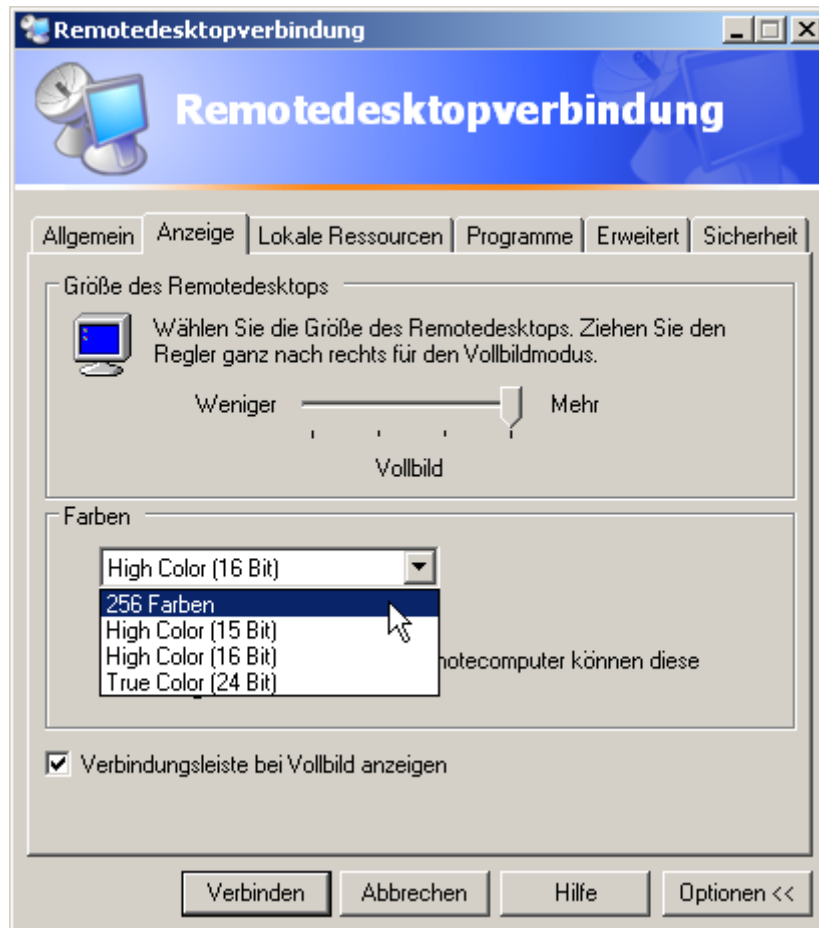 Remotedesktopverbindung
Remotedesktopverbindung
Allgemein Anzeige Lokale Ressourcen Programme Erweitert Sicherheit
Größe des Remotedesktops
Wählen Sie die Größe des Remotedesktops. Ziehen Sie den
Regler ganz nach rechts für den Vollbildmodus.
Weniger Mehr
Vollbild
Farben
High Color (16 Bit)
256 Farben
High Color (15 Bit)
High Color (16 Bit)
True Color (24 Bit)
computer können diese
Verbindungsleiste bei Vollbild anzeigen
Verbinden Abbrechen Hilfe Optionen <<